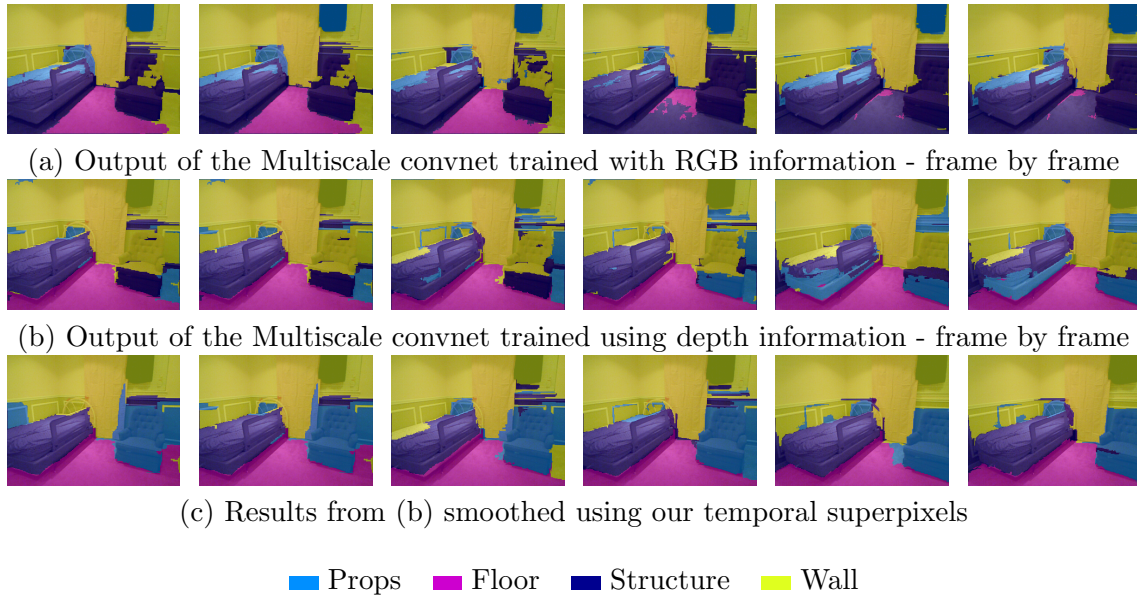 (a) Output of the Multiscale convnet trained with RGB information - frame by frame
(b) Output of the Multiscale convnet trained using depth information - frame by frame
(c) Results from (b) smoothed using our temporal superpixels
Props Floor Structure Wall